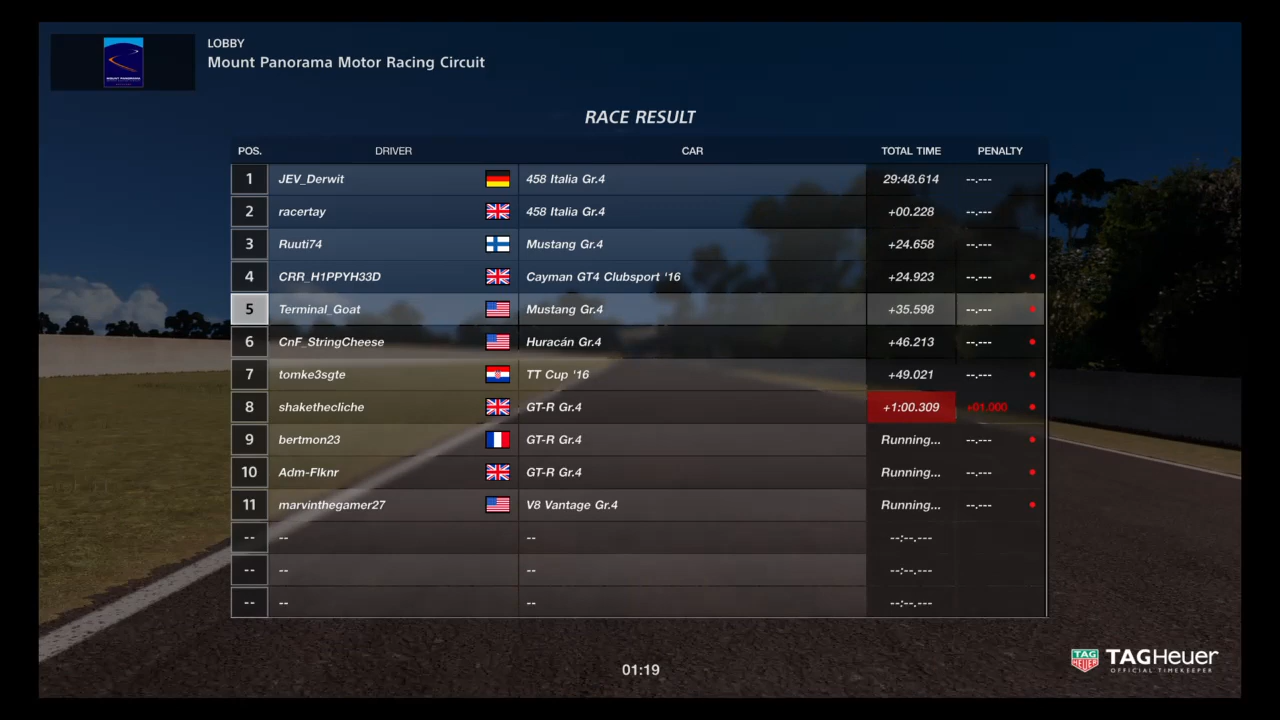 LOBBY
Mount Panorama Motor Racing Circuit
MOUNT PANORAMA
RACE RESULT
POS. DRIVER CAR TOTAL TIME PENALTY
1 JEV_Derwit 458 Italia Gr.4 29:48.614 --.---
2 racertay 458 Italia Gr.4 +00.228 --.---
3 Ruuti74 Mustang Gr.4 +24.658 --.---
4 CRR_H1PPYH33D Cayman GT4 Clubsport '16 +24.923 --.---
5 Terminal_Goat Mustang Gr.4 +35.598 --.---
6 CnF_StringCheese Huracán Gr.4 +46.213 --.---
7 tomke3sgte TT Cup '16 +49.021 --.---
8 shakethecliche GT-R Gr.4 +1:00.309 +01.000
9 bertmon23 GT-R Gr.4 Running... --.---
10 Adm-Flknr GT-R Gr.4 Running... --.---
11 marvinthegamer27 V8 Vantage Gr.4 Running... --.---
-- -- -- --:--.---
-- -- -- --:--.---
-- -- -- --:--.---
01:19
TAG HEUER TAGHeuer
OFFICIAL TIMEKEEPER